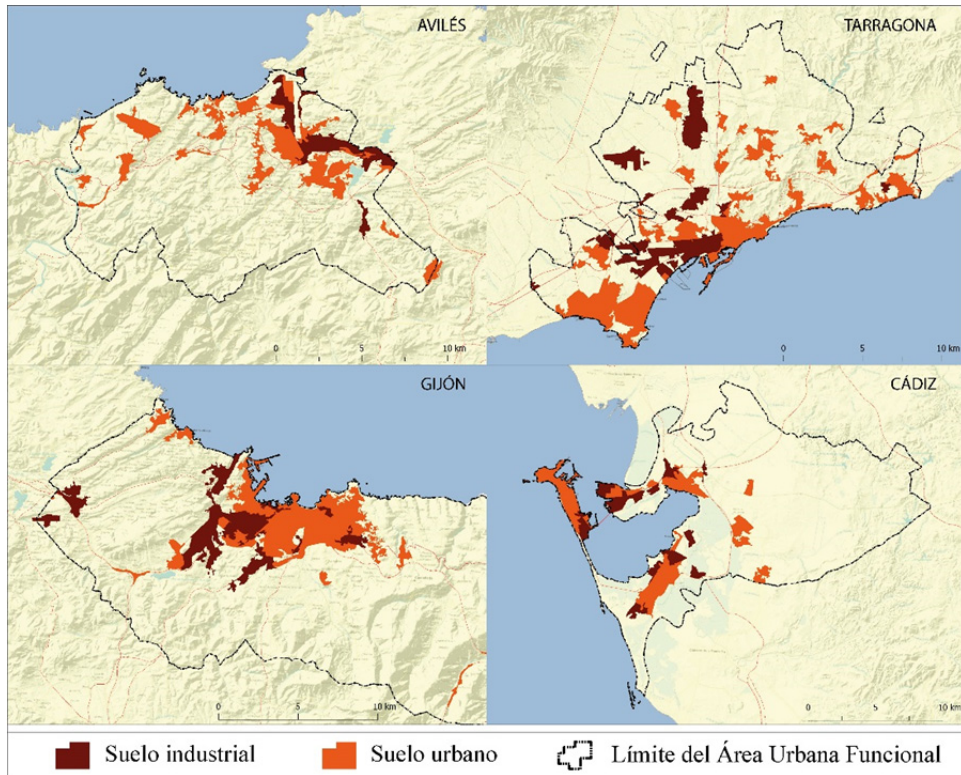 AVILÉS
TARRAGONA
0 5 10 km
0 5 10 km
GIJÓN
CÁDIZ
0 5 10 km
0 5 10 km
Suelo industrial
Suelo urbano
Límite del Área Urbana Funcional